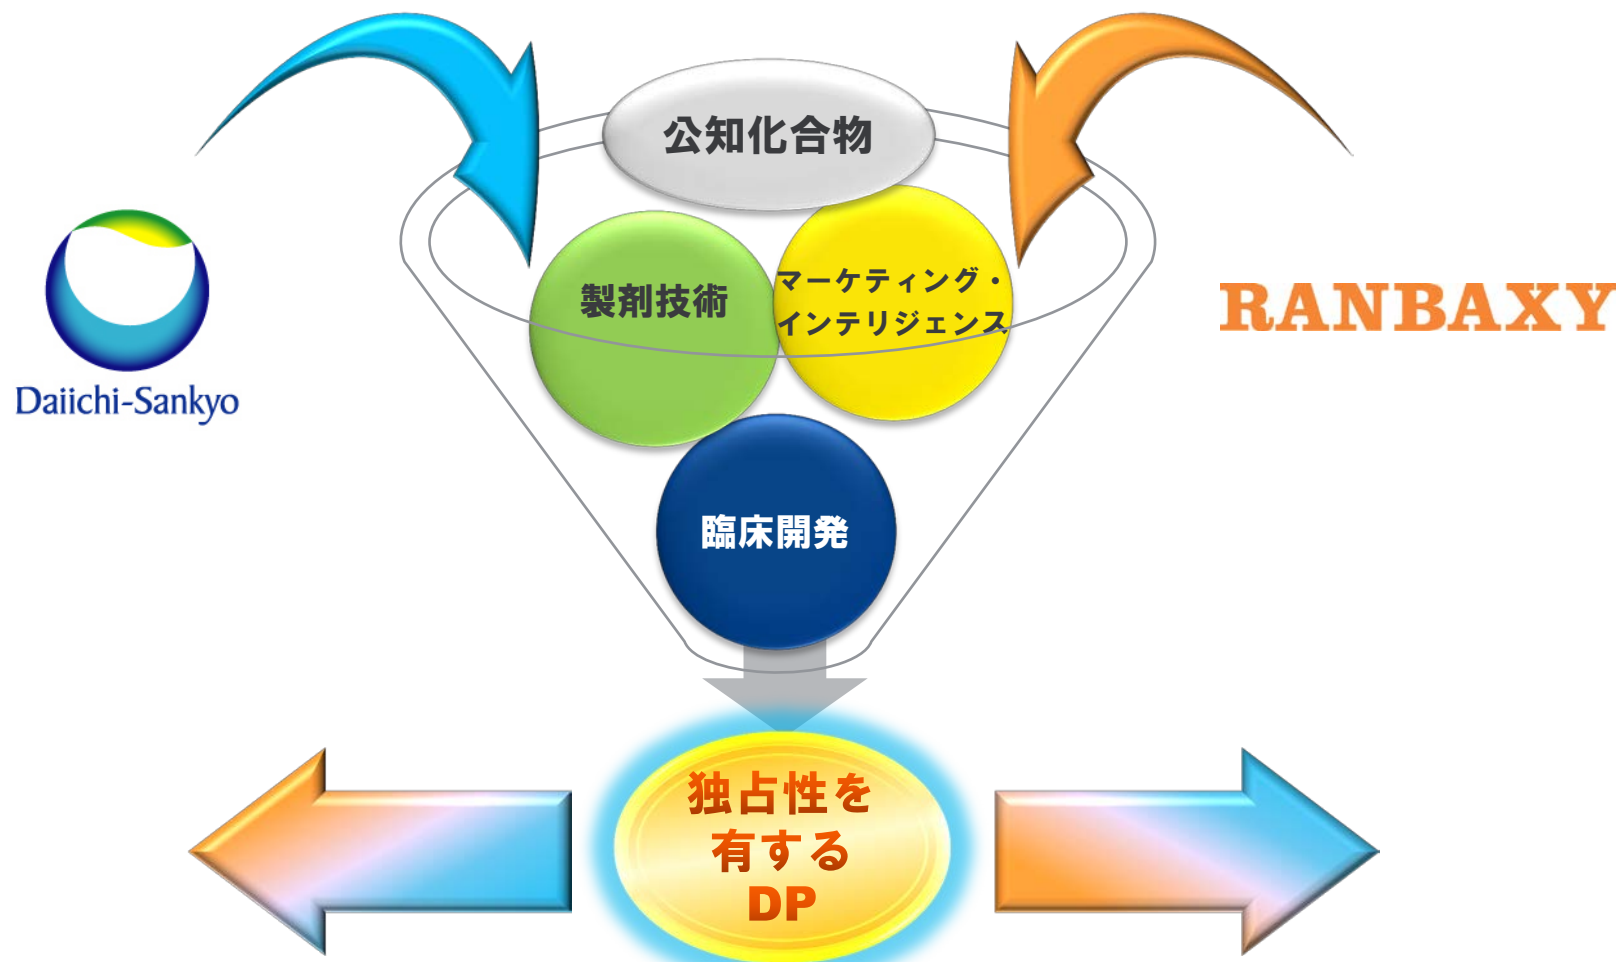 公知化合物
製剤技術
マーケティング・
インテリジェンス
Daiichi-Sankyo
RANBAXY
臨床開発
独占性を
有する
DP